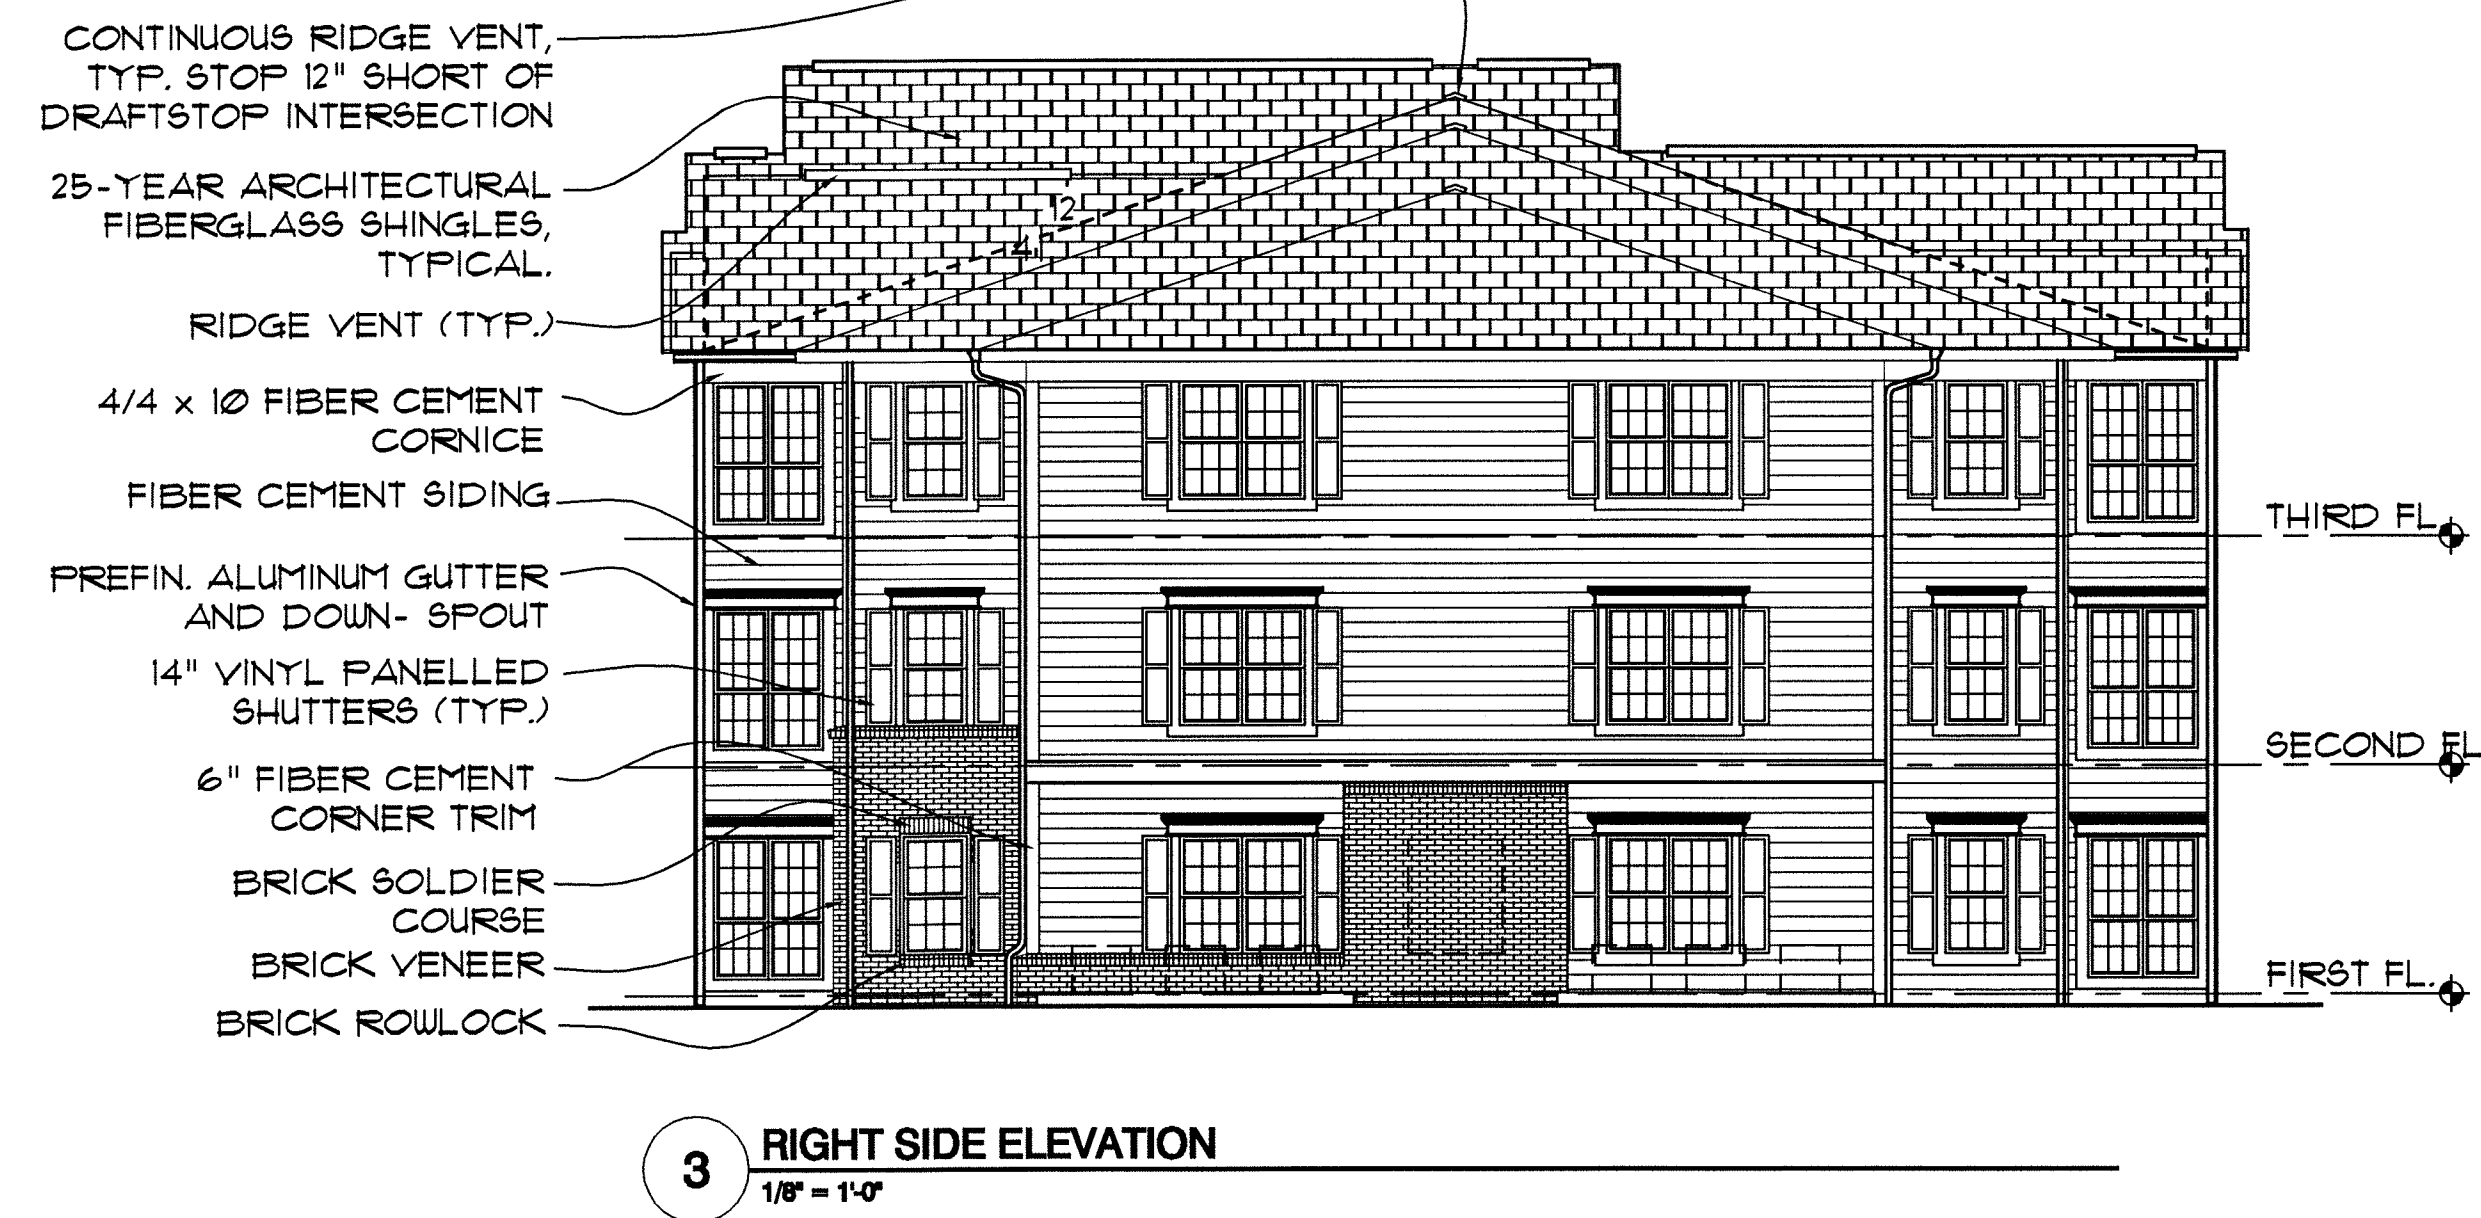 CONTINUOUS RIDGE VENT,
TYP. STOP 12" SHORT OF
DRAFTSTOP INTERSECTION
25-YEAR ARCHITECTURAL
FIBERGLASS SHINGLES,
TYPICAL.
RIDGE VENT (TYP.)
4/4 x 10 FIBER CEMENT
CORNICE
FIBER CEMENT SIDING
PREFIN. ALUMINUM GUTTER
AND DOWN- SPOUT
14" VINYL PANELLED
SHUTTERS (TYP.)
6" FIBER CEMENT
CORNER TRIM
BRICK SOLDIER
COURSE
BRICK VENEER
BRICK ROWLOCK
12
4
THIRD FL.
SECOND FL
FIRST FL.
3
RIGHT SIDE ELEVATION
1/8" = 1'-0"